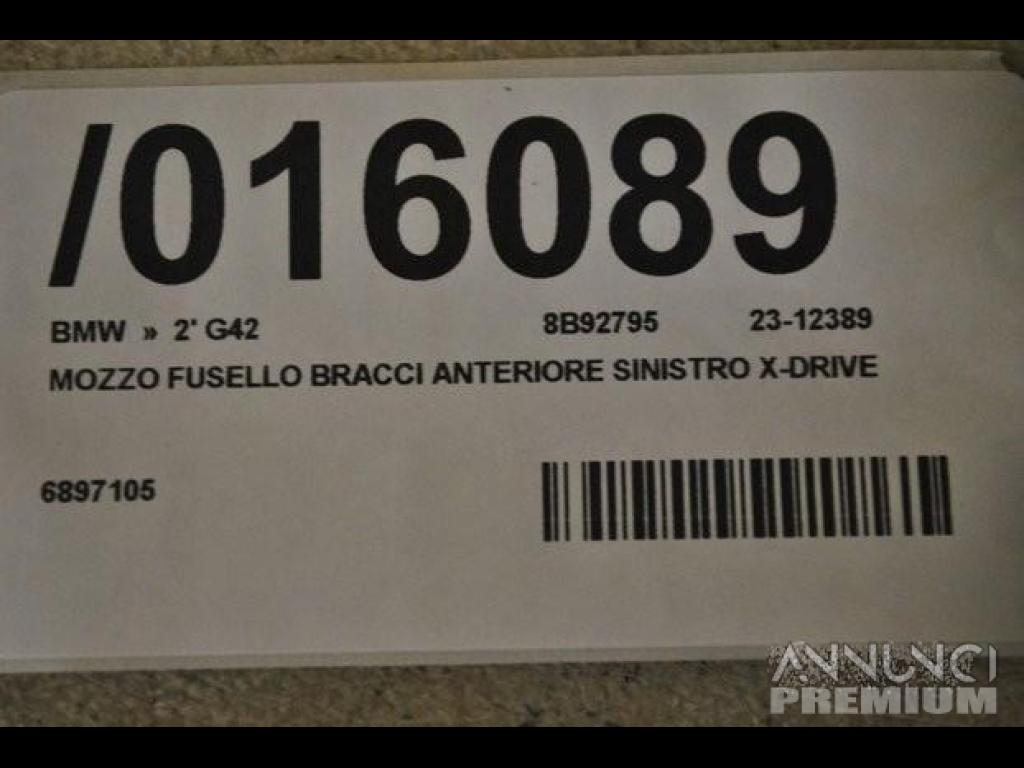 /016089
BMW » 2' G42 8B92795 23-12389
MOZZO FUSELLO BRACCI ANTERIORE SINISTRO X-DRIVE
6897105
ANNUNCI
PREMIUM